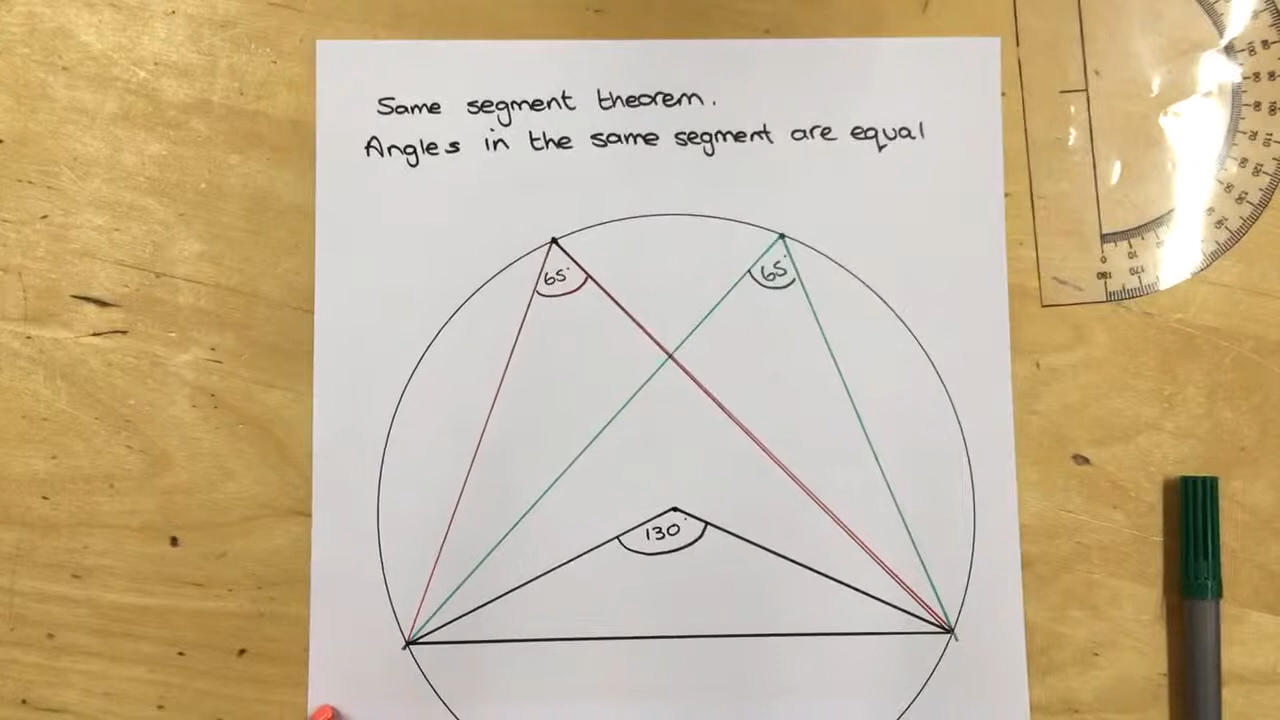 Same segment theorem.
Angles in the same segment are equal
65°
65°
130°